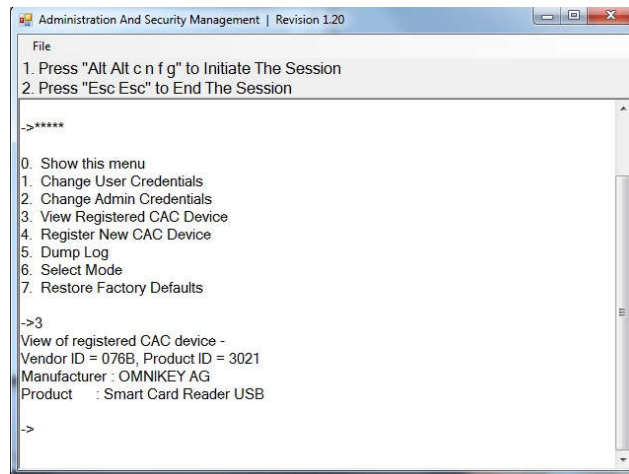 Administration And Security Management | Revision 1.20
File
1. Press "Alt Alt c n f g" to Initiate The Session
2. Press "Esc Esc" to End The Session
->*****
0. Show this menu
1. Change User Credentials
2. Change Admin Credentials
3. View Registered CAC Device
4. Register New CAC Device
5. Dump Log
6. Select Mode
7. Restore Factory Defaults
->3
View of registered CAC device -
Vendor ID = 076B, Product ID = 3021
Manufacturer : OMNIKEY AG
Product : Smart Card Reader USB
->